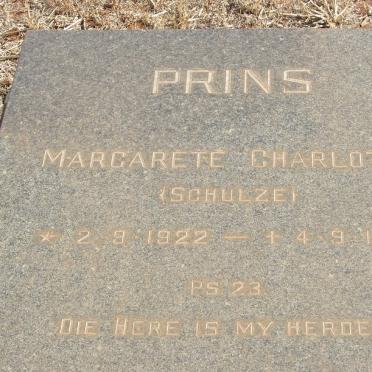 PRINS
MARGARETE CHARLOT
(SCHULZE)
* 2.9.1922 — + 4-9-1
PS. 23
DIE HERE IS MY HERDE